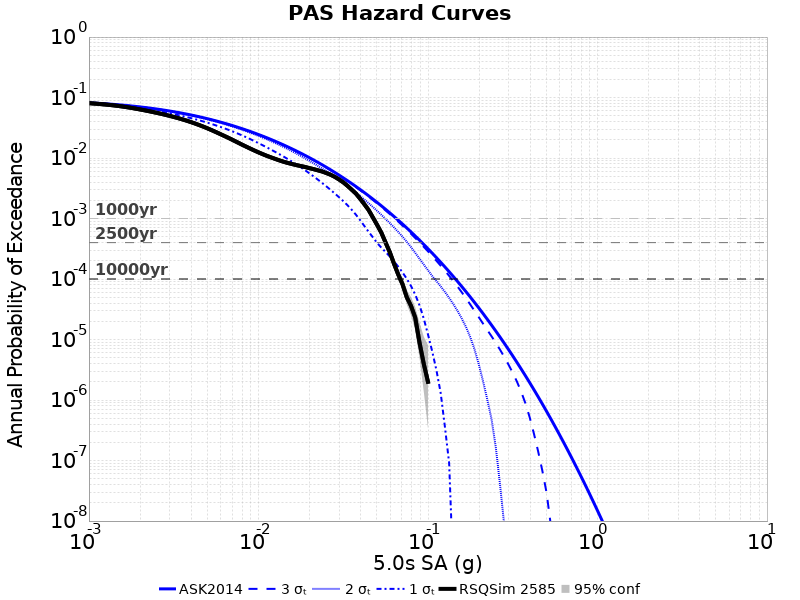 PAS Hazard Curves
Annual Probability of Exceedance
10^0
10^-1
10^-2
10^-3
10^-4
10^-5
10^-6
10^-7
10^-8
1000yr
2500yr
10000yr
10^-3 10^-2 10^-1 10^0 10^1
5.0s SA (g)
ASK2014 3 σₜ 2 σₜ 1 σₜ RSQSim 2585 95% conf